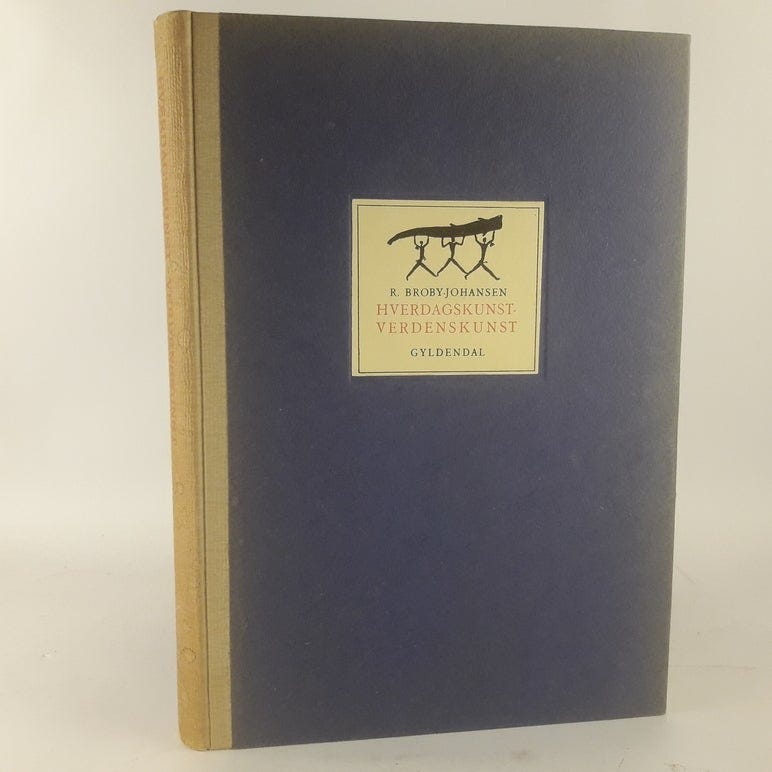 R. BROBY-JOHANSEN
HVERDAGSKUNST-
VERDENSKUNST
GYLDENDAL